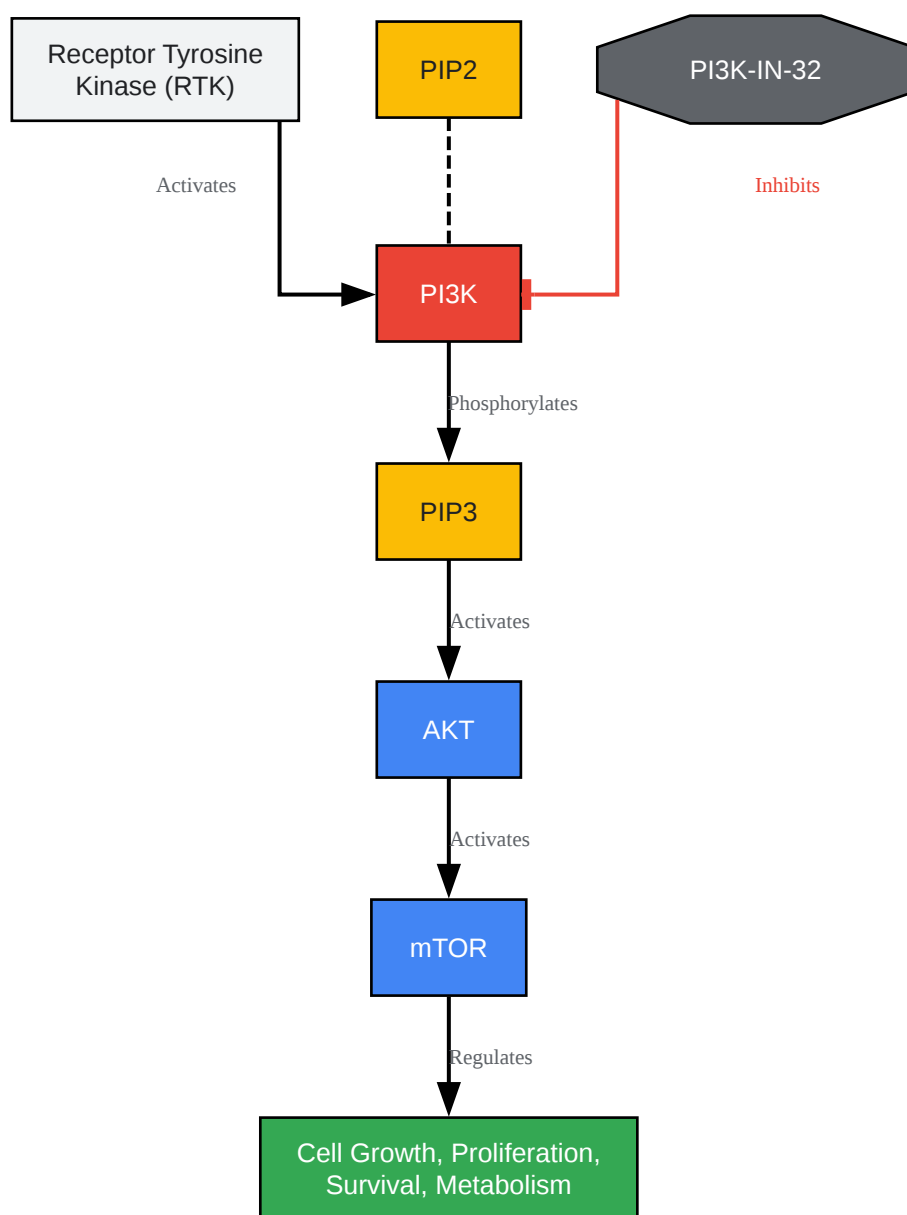 Receptor Tyrosine
Kinase (RTK)
PIP2
PI3K-IN-32
Activates
Inhibits
PI3K
Phosphorylates
PIP3
Activates
AKT
Activates
mTOR
Regulates
Cell Growth, Proliferation,
Survival, Metabolism